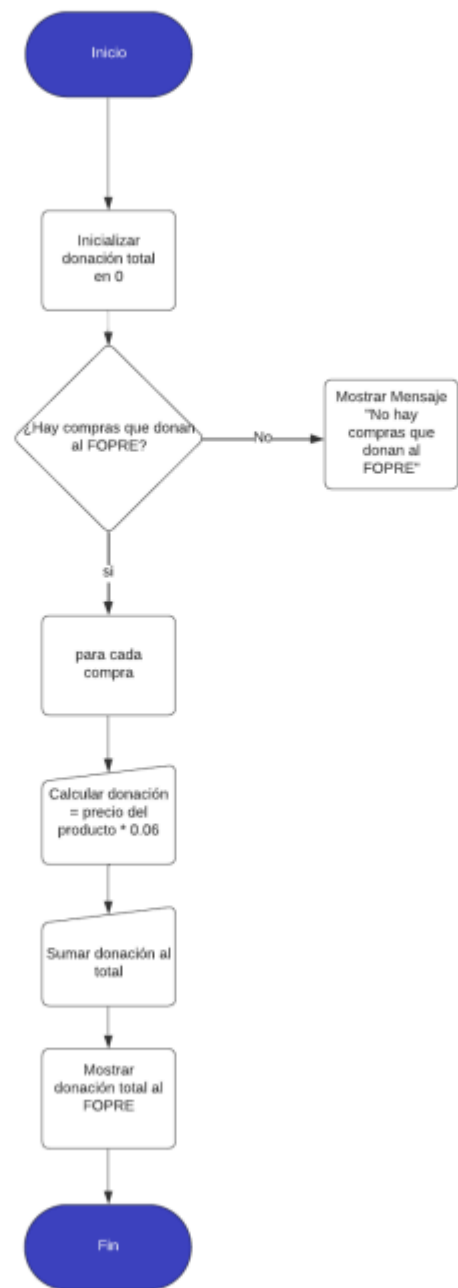 Inicio
Inicializar
donación total
en 0
¿Hay compras que donan
al FOPRE?
No
Mostrar Mensaje
"No hay
compras que
donan al
FOPRE"
si
para cada
compra
Calcular donación
= precio del
producto * 0.06
Sumar donación al
total
Mostrar
donación total al
FOPRE
Fin